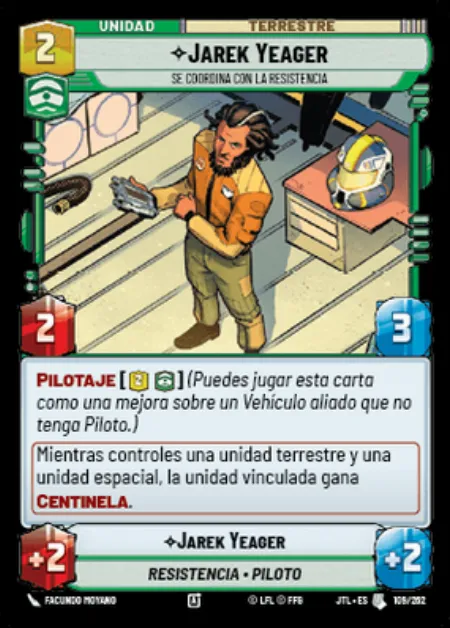 UNIDAD
TERRESTRE
2
✧JAREK YEAGER
SE COORDINA CON LA RESISTENCIA
2
3
PILOTAJE [2] (Puedes jugar esta carta
como una mejora sobre un Vehículo aliado que no
tenga Piloto.)
Mientras controles una unidad terrestre y una
unidad espacial, la unidad vinculada gana
CENTINELA.
+2
✧JAREK YEAGER
RESISTENCIA • PILOTO
+2
FACUNDO MOYANO
© LFL © FFG
JTL • ES
109/262